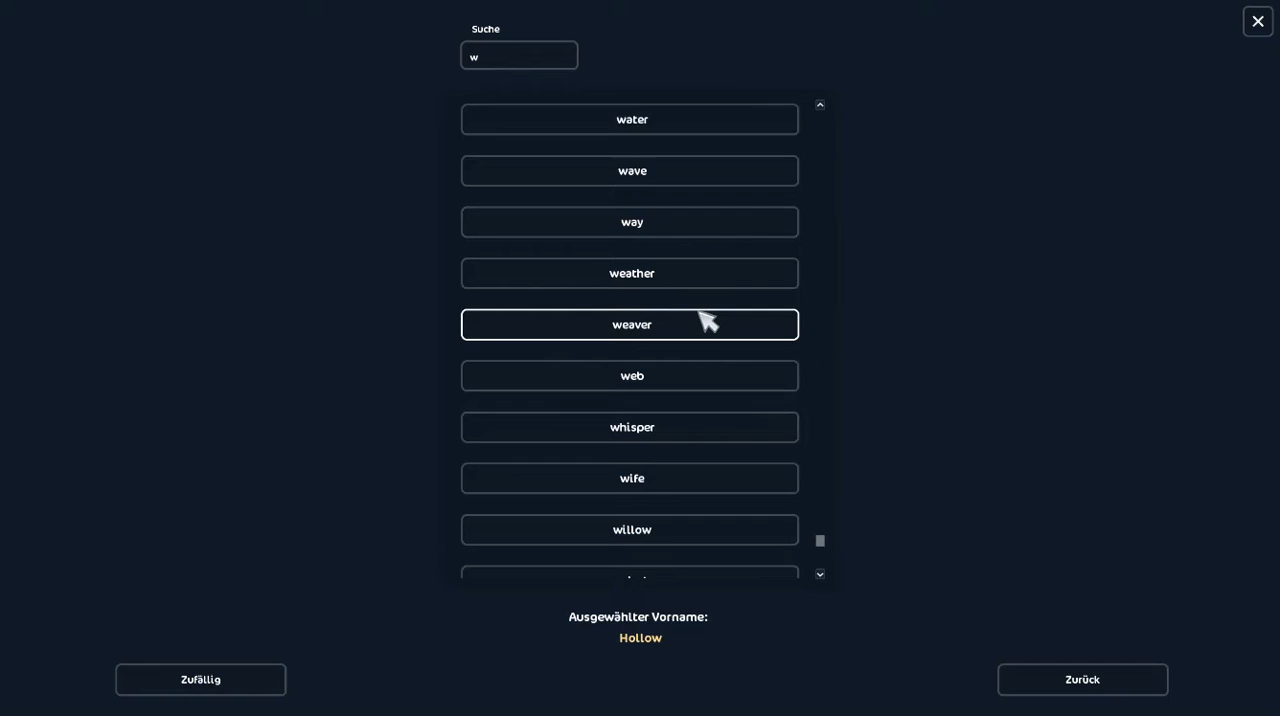 Suche
w
water
wave
way
weather
weaver
web
whisper
wife
willow
Ausgewählter Vorname:
Hollow
Zufällig
Zurück